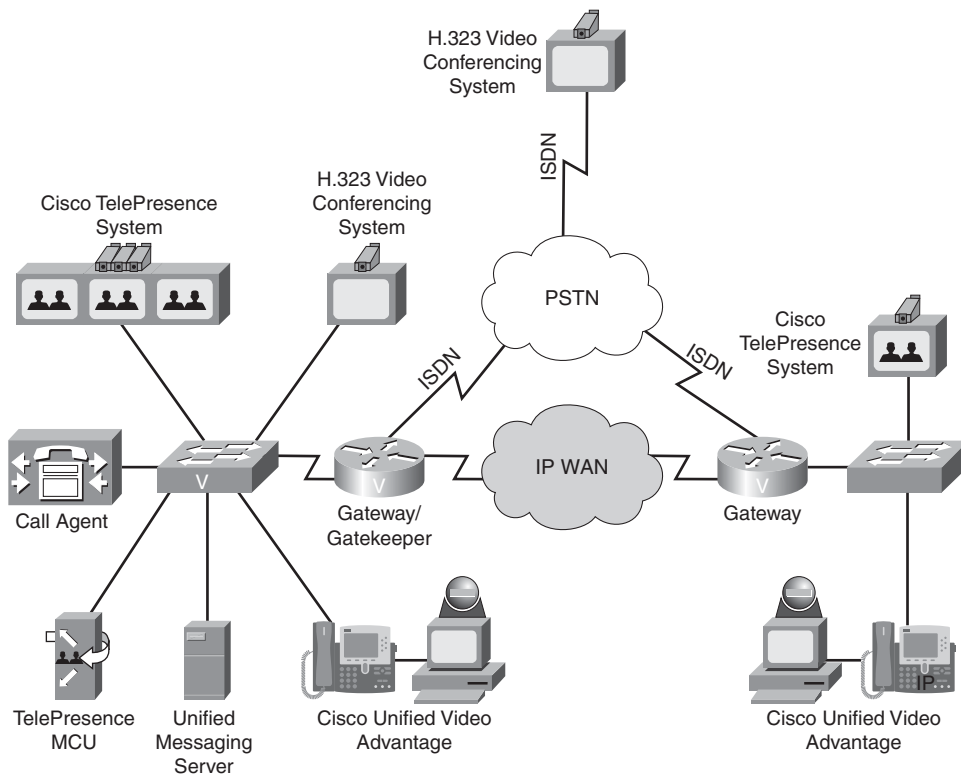 H.323 Video
Conferencing
System
ISDN
Cisco TelePresence
System
H.323 Video
Conferencing
System
PSTN
Cisco
TelePresence
System
ISDN
ISDN
IP WAN
V
V
V
Call Agent
Gateway/
Gatekeeper
Gateway
IP
TelePresence
MCU
Unified
Messaging
Server
Cisco Unified Video
Advantage
Cisco Unified Video
Advantage